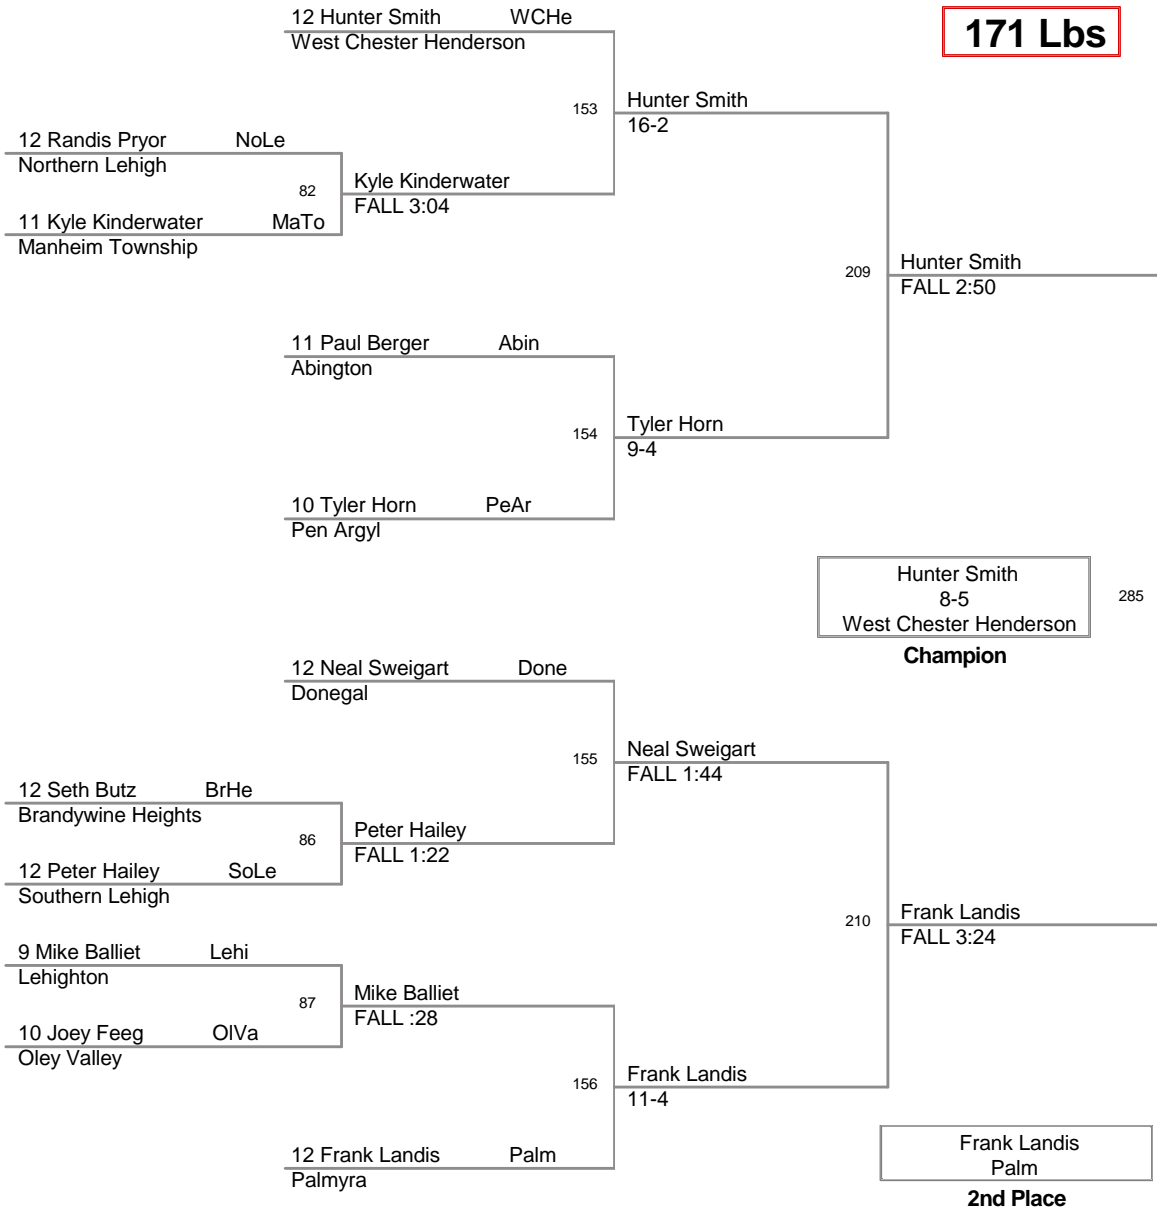 12 Hunter Smith WCHe
West Chester Henderson
171 Lbs
153
Hunter Smith
16-2
12 Randis Pryor NoLe
Northern Lehigh
82
Kyle Kinderwater
FALL 3:04
11 Kyle Kinderwater MaTo
Manheim Township
209
Hunter Smith
FALL 2:50
11 Paul Berger Abin
Abington
154
Tyler Horn
9-4
10 Tyler Horn PeAr
Pen Argyl
Hunter Smith
8-5
West Chester Henderson
285
Champion
12 Neal Sweigart Done
Donegal
155
Neal Sweigart
FALL 1:44
12 Seth Butz BrHe
Brandywine Heights
86
Peter Hailey
FALL 1:22
12 Peter Hailey SoLe
Southern Lehigh
210
Frank Landis
FALL 3:24
9 Mike Balliet Lehi
Lehighton
87
Mike Balliet
FALL :28
10 Joey Feeg OlVa
Oley Valley
156
Frank Landis
11-4
12 Frank Landis Palm
Palmyra
Frank Landis
Palm
2nd Place